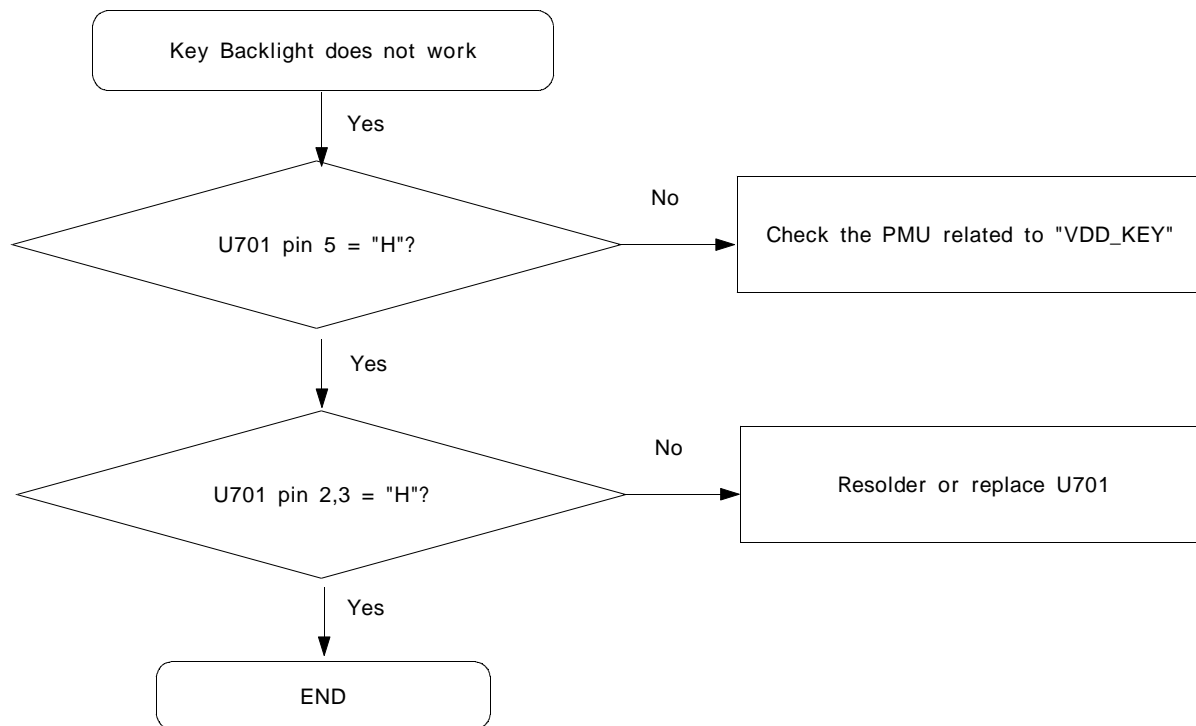 Key Backlight does not work
Yes
U701 pin 5 = "H"?
No
Check the PMU related to "VDD_KEY"
Yes
U701 pin 2,3 = "H"?
No
Resolder or replace U701
Yes
END